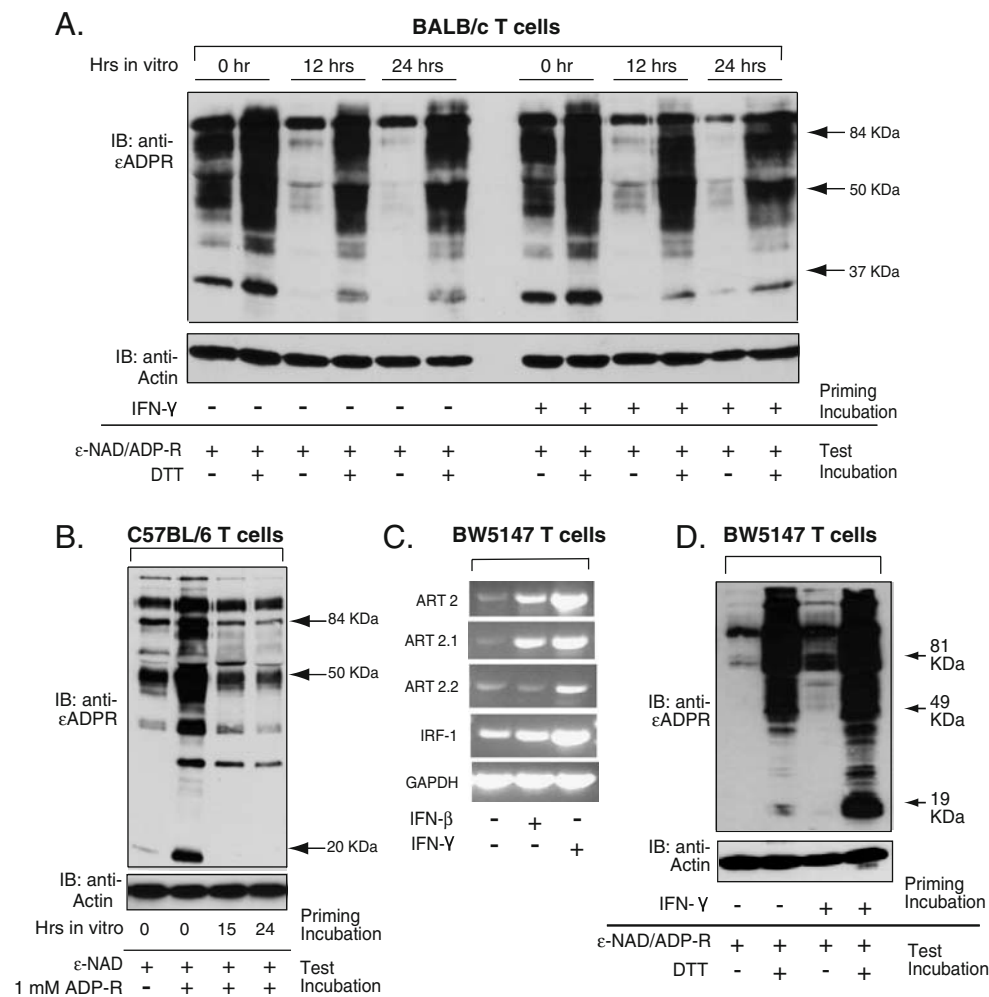 A.
BALB/c T cells
Hrs in vitro 0 hr 12 hrs 24 hrs 0 hr 12 hrs 24 hrs
IB: anti-
εADPR
84 KDa
50 KDa
37 KDa
IB: anti-
Actin
IFN-γ - - - - - - + + + + + + Priming
Incubation
ε-NAD/ADP-R + + + + + + + + + + + + Test
DTT - + - + - + - + - + - + Incubation
B.
C57BL/6 T cells
IB: anti-
εADPR
84 KDa
50 KDa
20 KDa
IB: anti-
Actin
Hrs in vitro 0 0 15 24 Priming
Incubation
ε-NAD + + + + Test
1 mM ADP-R - + + + Incubation
C.
BW5147 T cells
ART 2
ART 2.1
ART 2.2
IRF-1
GAPDH
IFN-β - + -
IFN-γ - - +
D.
BW5147 T cells
IB: anti-
εADPR
81
KDa
49
KDa
19
KDa
IB: anti-
Actin
IFN- γ - - + + Priming
Incubation
ε-NAD/ADP-R + + + + Test
DTT - + - + Incubation